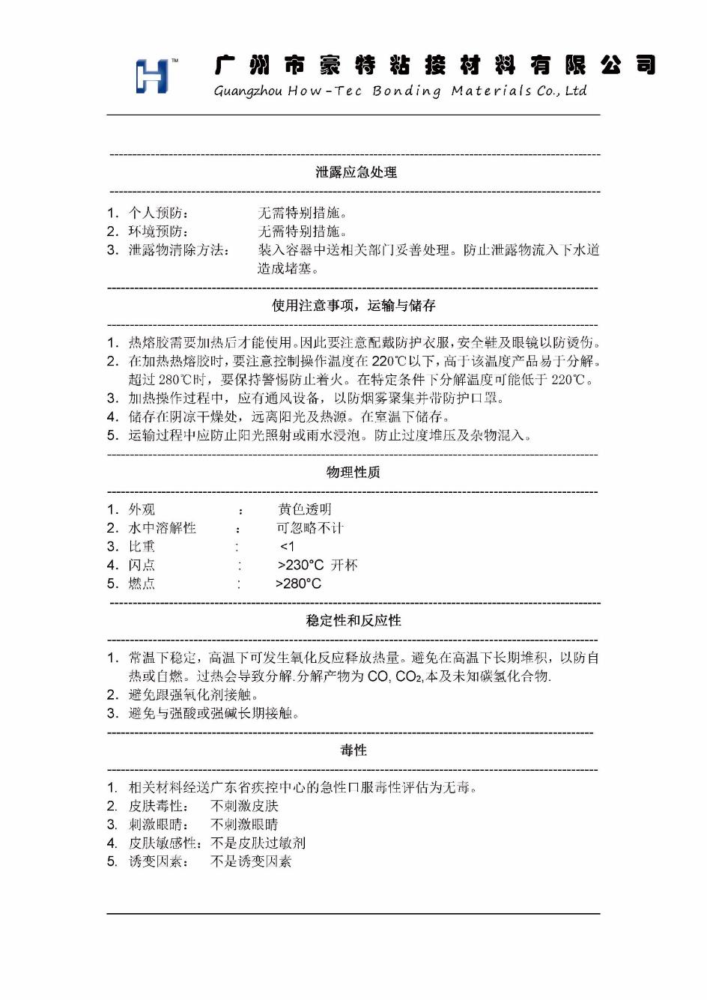 H TM
广州市豪特粘接材料有限公司
Guangzhou How-Tec Bonding Materials Co., Ltd
泄露应急处理
1. 个人预防： 无需特别措施。
2. 环境预防： 无需特别措施。
3. 泄露物清除方法： 装入容器中送相关部门妥善处理。防止泄露物流入下水道
造成堵塞。
使用注意事项，运输与储存
1. 热熔胶需要加热后才能使用。因此要注意配戴防护衣服，安全鞋及眼镜以防烫伤。
2. 在加热热熔胶时，要注意控制操作温度在220℃以下，高于该温度产品易于分解。
超过280℃时，要保持警惕防止着火。在特定条件下分解温度可能低于220℃。
3. 加热操作过程中，应有通风设备，以防烟雾聚集并带防护口罩。
4. 储存在阴凉干燥处，远离阳光及热源。在室温下储存。
5. 运输过程中应防止阳光照射或雨水浸泡。防止过度堆压及杂物混入。
物理性质
1. 外观 ： 黄色透明
2. 水中溶解性 ： 可忽略不计
3. 比重 : <1
4. 闪点 : >230°C 开杯
5. 燃点 : >280°C
稳定性和反应性
1. 常温下稳定，高温下可发生氧化反应释放热量。避免在高温下长期堆积，以防自
热或自燃。过热会导致分解.分解产物为 CO, CO₂,本及未知碳氢化合物.
2. 避免跟强氧化剂接触。
3. 避免与强酸或强碱长期接触。
毒性
1. 相关材料经送广东省疾控中心的急性口服毒性评估为无毒。
2. 皮肤毒性： 不刺激皮肤
3. 刺激眼睛： 不刺激眼睛
4. 皮肤敏感性：不是皮肤过敏剂
5. 诱变因素： 不是诱变因素